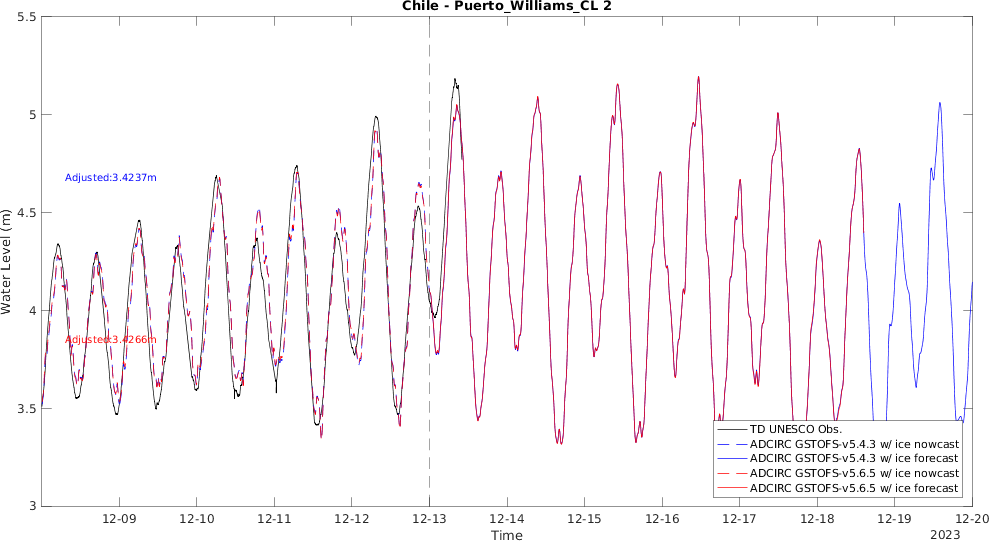 Chile - Puerto_Williams_CL 2
5.5
5
4.5
4
3.5
3
Water Level (m)
Adjusted:3.4237m
Adjusted:3.4266m
TD UNESCO Obs.
ADCIRC GSTOFS-v5.4.3 w/ ice nowcast
ADCIRC GSTOFS-v5.4.3 w/ ice forecast
ADCIRC GSTOFS-v5.6.5 w/ ice nowcast
ADCIRC GSTOFS-v5.6.5 w/ ice forecast
12-09 12-10 12-11 12-12 12-13 12-14 12-15 12-16 12-17 12-18 12-19 12-20
Time
2023